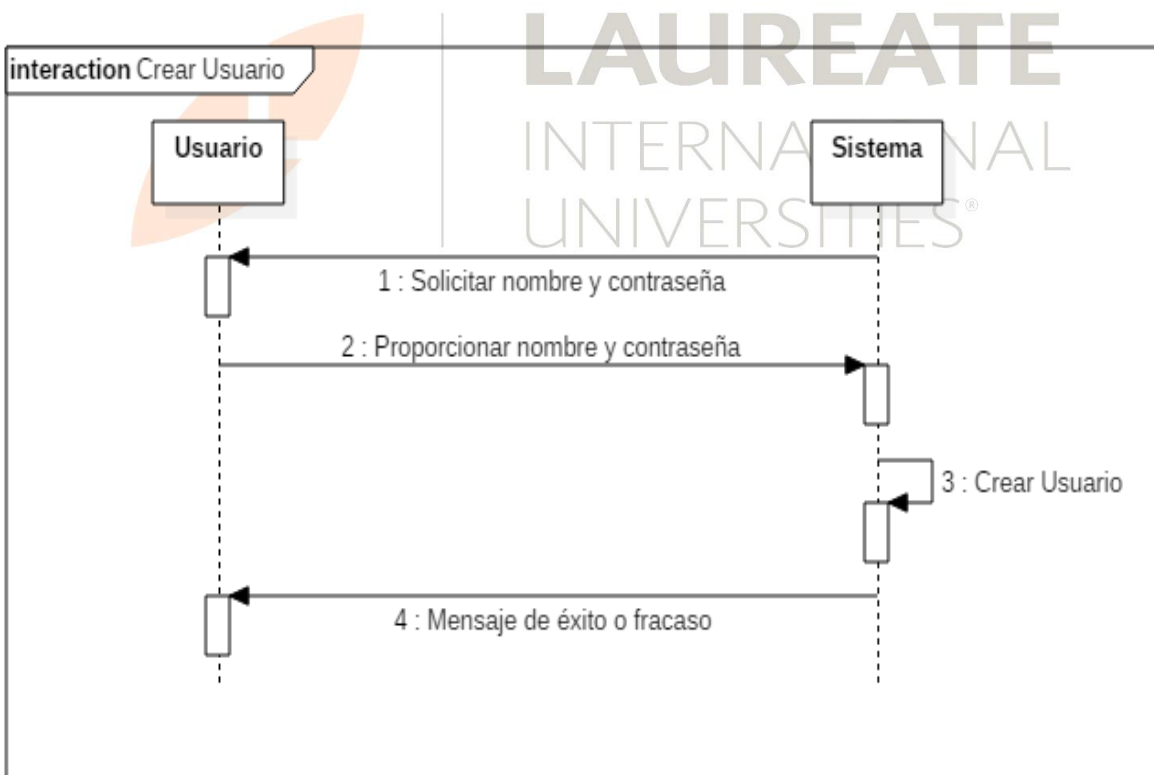 LAUREATE
INTERNATIONAL
UNIVERSITIES®
interaction Crear Usuario
Usuario
Sistema
1 : Solicitar nombre y contraseña
2 : Proporcionar nombre y contraseña
3 : Crear Usuario
4 : Mensaje de éxito o fracaso